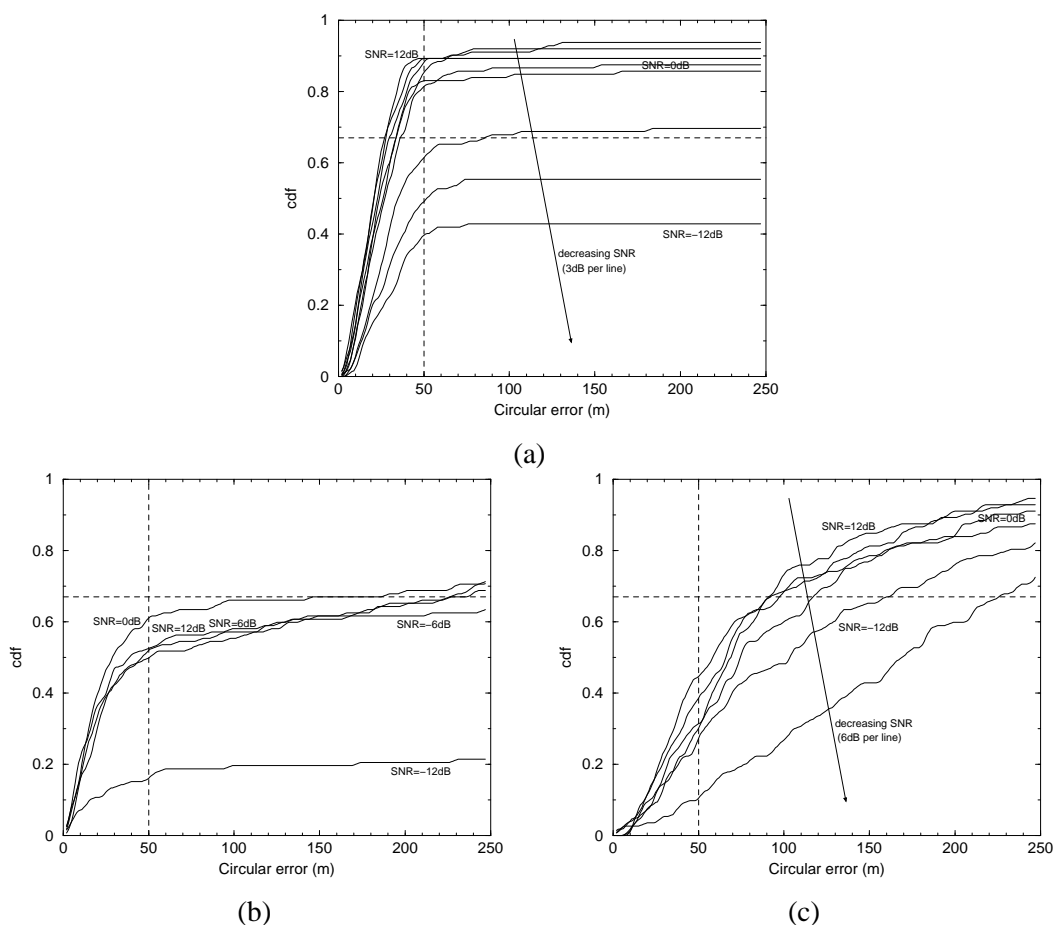 1
0.8
0.6
0.4
0.2
0
cdf
SNR=12dB
SNR=0dB
SNR=−12dB
decreasing SNR
(3dB per line)
0 50 100 150 200 250
Circular error (m)
(a)
1
0.8
0.6
0.4
0.2
0
cdf
SNR=0dB
SNR=12dB
SNR=6dB
SNR=−6dB
SNR=−12dB
0 50 100 150 200 250
Circular error (m)
(b)
1
0.8
0.6
0.4
0.2
0
cdf
SNR=12dB
SNR=0dB
SNR=−12dB
decreasing SNR
(6dB per line)
0 50 100 150 200 250
Circular error (m)
(c)